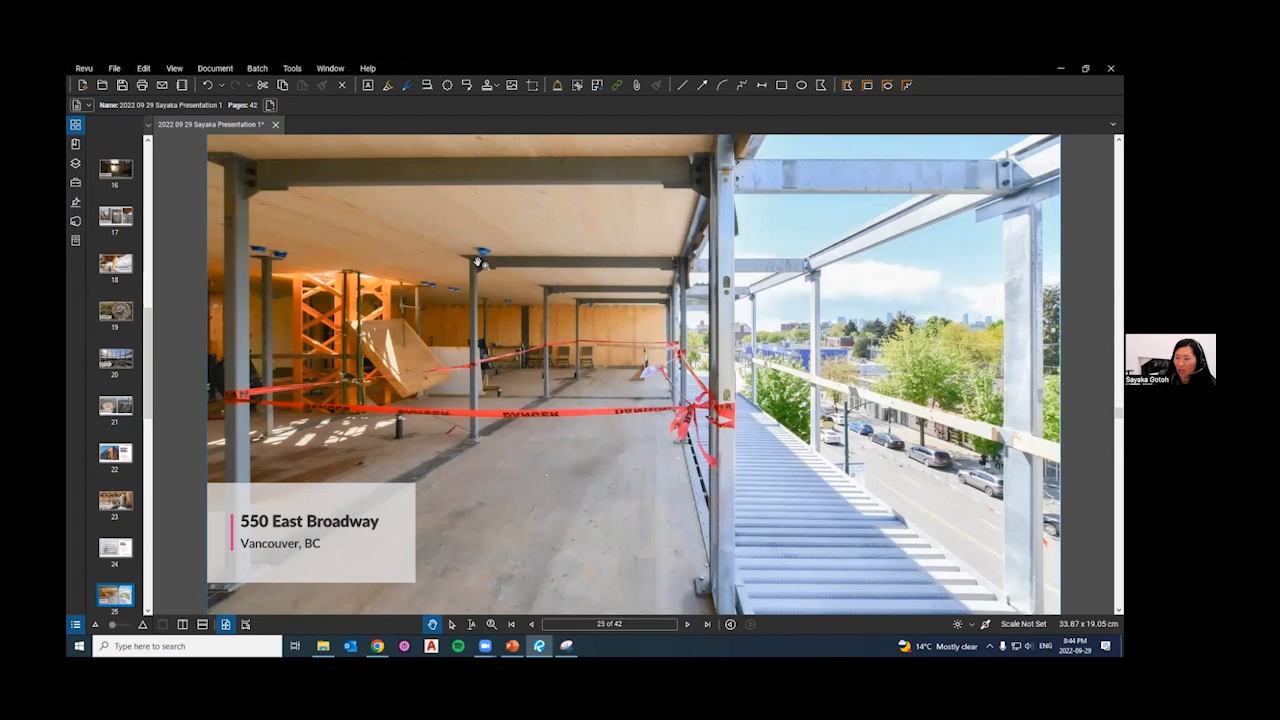 Revu File Edit View Document Batch Tools Window Help
Name: 2022 09 29 Sayaka Presentation 1 Pages: 42
2022 09 29 Sayaka Presentation 1*
16
17
18
19
20
21
22
23
24
25
DANGER
550 East Broadway
Vancouver, BC
Sayaka Gotoh
25 of 42
Scale Not Set 33.87 x 19.05 cm
Type here to search
14°C Mostly clear
ENG
8:44 PM
2022-09-29